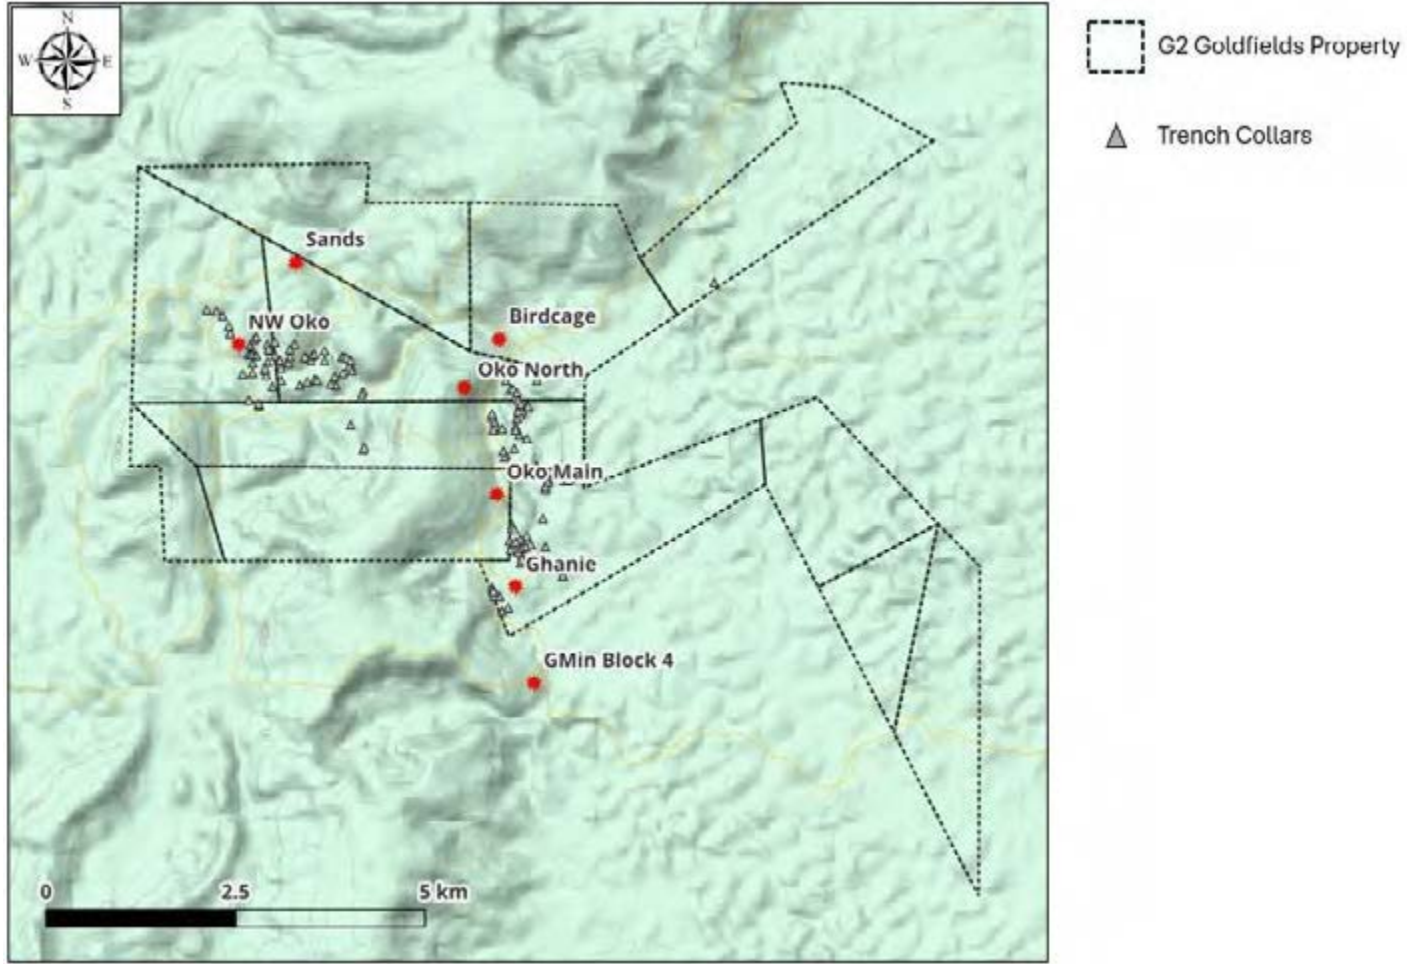 N
W E
S
G2 Goldfields Property
Trench Collars
Sands
NW Oko
Birdcage
Oko North
Oko Main
Ghanie
GMin Block 4
0 2.5 5 km